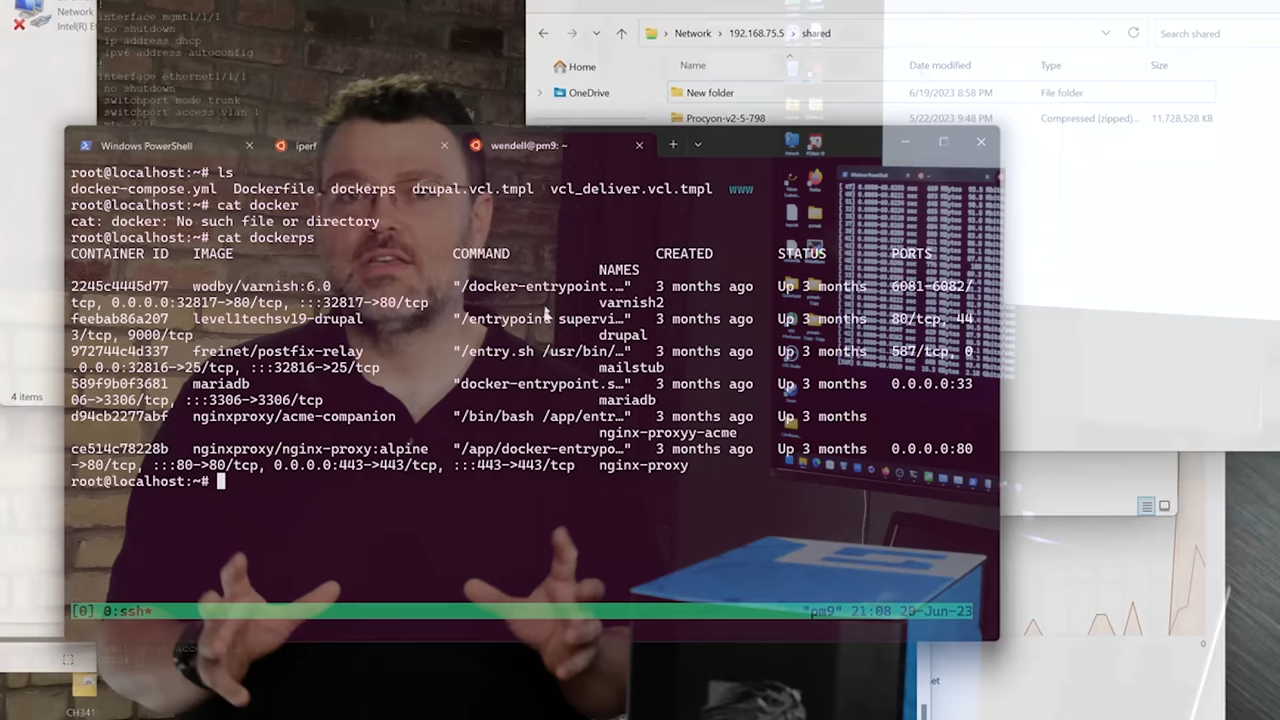 Network
Intel(R) E
interface mgmt1/1/1
no shutdown
ip address dhcp
ipv6 address autoconfig
!
interface ethernet1/1/1
no shutdown
switchport mode trunk
switchport access vlan 1
mtu 9216
Network > 192.168.75.5 > shared
Search shared
Home
OneDrive
Name
Date modified
Type
Size
New folder
6/19/2023 8:58 PM
File folder
Procyon-v2-5-798
5/22/2023 9:48 PM
Compressed (zipped)...
11,728,528 KB
4 items
Windows PowerShell
iperf
wendell@pm9: ~
root@localhost:~# ls
docker-compose.yml Dockerfile dockerps drupal.vcl.tmpl vcl_deliver.vcl.tmpl www
root@localhost:~# cat docker
cat: docker: No such file or directory
root@localhost:~# cat dockerps
CONTAINER ID IMAGE COMMAND CREATED STATUS PORTS
NAMES
2245c4445d77 wodby/varnish:6.0 "/docker-entrypoint.…" 3 months ago Up 3 months 6081-6082/
tcp, 0.0.0.0:32817->80/tcp, :::32817->80/tcp varnish2
feebab86a207 level1techsv19-drupal "/entrypoint supervi…" 3 months ago Up 3 months 80/tcp, 44
3/tcp, 9000/tcp drupal
972744c4d337 freinet/postfix-relay "/entry.sh /usr/bin/…" 3 months ago Up 3 months 587/tcp, 0
.0.0.0:32816->25/tcp, :::32816->25/tcp mailstub
589f9b0f3681 mariadb "docker-entrypoint.s…" 3 months ago Up 3 months 0.0.0.0:33
06->3306/tcp, :::3306->3306/tcp mariadb
d94cb2277abf nginxproxy/acme-companion "/bin/bash /app/entr…" 3 months ago Up 3 months
nginx-proxyy-acme
ce514c78228b nginxproxy/nginx-proxy:alpine "/app/docker-entrypo…" 3 months ago Up 3 months 0.0.0.0:80
->80/tcp, :::80->80/tcp, 0.0.0.0:443->443/tcp, :::443->443/tcp nginx-proxy
root@localhost:~#
[0] 0:ssh* "pm9" 21:08 20-Jun-23
0
et
CH341